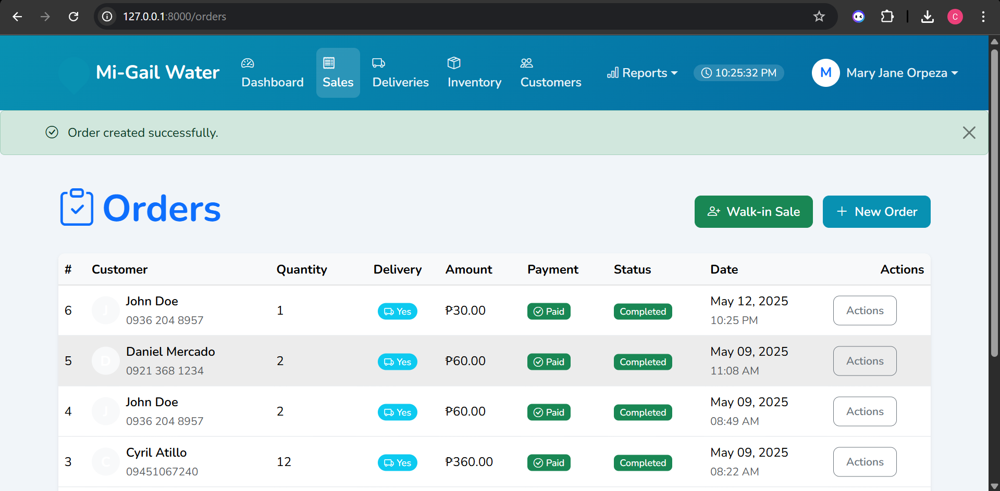 127.0.0.1:8000/orders
C
Mi-Gail Water
Dashboard
Sales
Deliveries
Inventory
Customers
Reports
10:25:32 PM
M
Mary Jane Orpeza
Order created successfully.
Orders
Walk-in Sale
New Order
# Customer Quantity Delivery Amount Payment Status Date Actions
6 J John Doe 1 Yes ₱30.00 Paid Completed May 12, 2025 Actions
0936 204 8957 10:25 PM
5 D Daniel Mercado 2 Yes ₱60.00 Paid Completed May 09, 2025 Actions
0921 368 1234 11:08 AM
4 J John Doe 2 Yes ₱60.00 Paid Completed May 09, 2025 Actions
0936 204 8957 08:49 AM
3 C Cyril Atillo 12 Yes ₱360.00 Paid Completed May 09, 2025 Actions
09451067240 08:22 AM